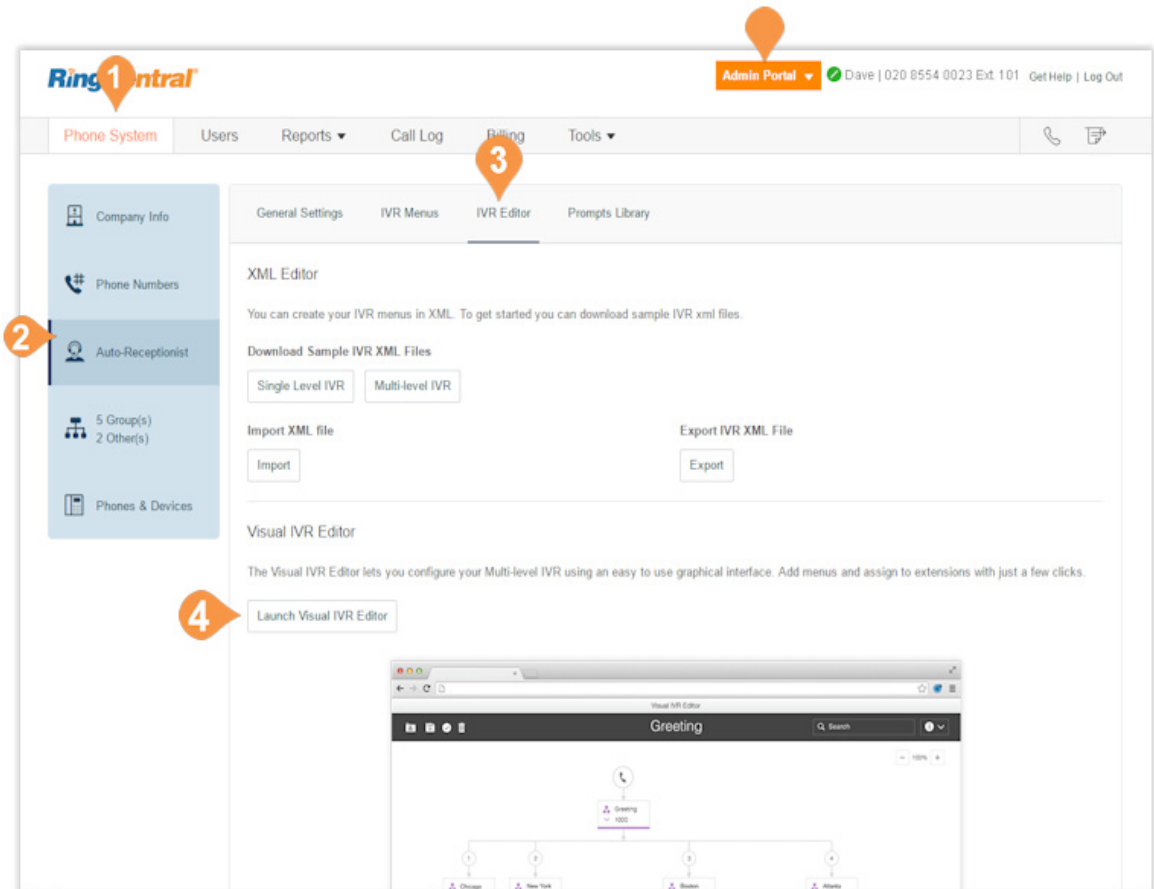 1
RingCentral
Admin Portal
Dave | 020 8554 0023 Ext. 101 Get Help | Log Out
Phone System Users Reports Call Log Billing Tools
3
Company Info
Phone Numbers
2
Auto-Receptionist
5 Group(s)
2 Other(s)
Phones & Devices
General Settings IVR Menus IVR Editor Prompts Library
XML Editor
You can create your IVR menus in XML. To get started you can download sample IVR xml files.
Download Sample IVR XML Files
Single Level IVR Multi-level IVR
Import XML file Export IVR XML File
Import Export
Visual IVR Editor
The Visual IVR Editor lets you configure your Multi-level IVR using an easy to use graphical interface. Add menus and assign to extensions with just a few clicks.
4
Launch Visual IVR Editor
Visual IVR Editor
Greeting
Search
100%
Greeting
1000
1 2 3 4
Chicago New York Boston Atlanta